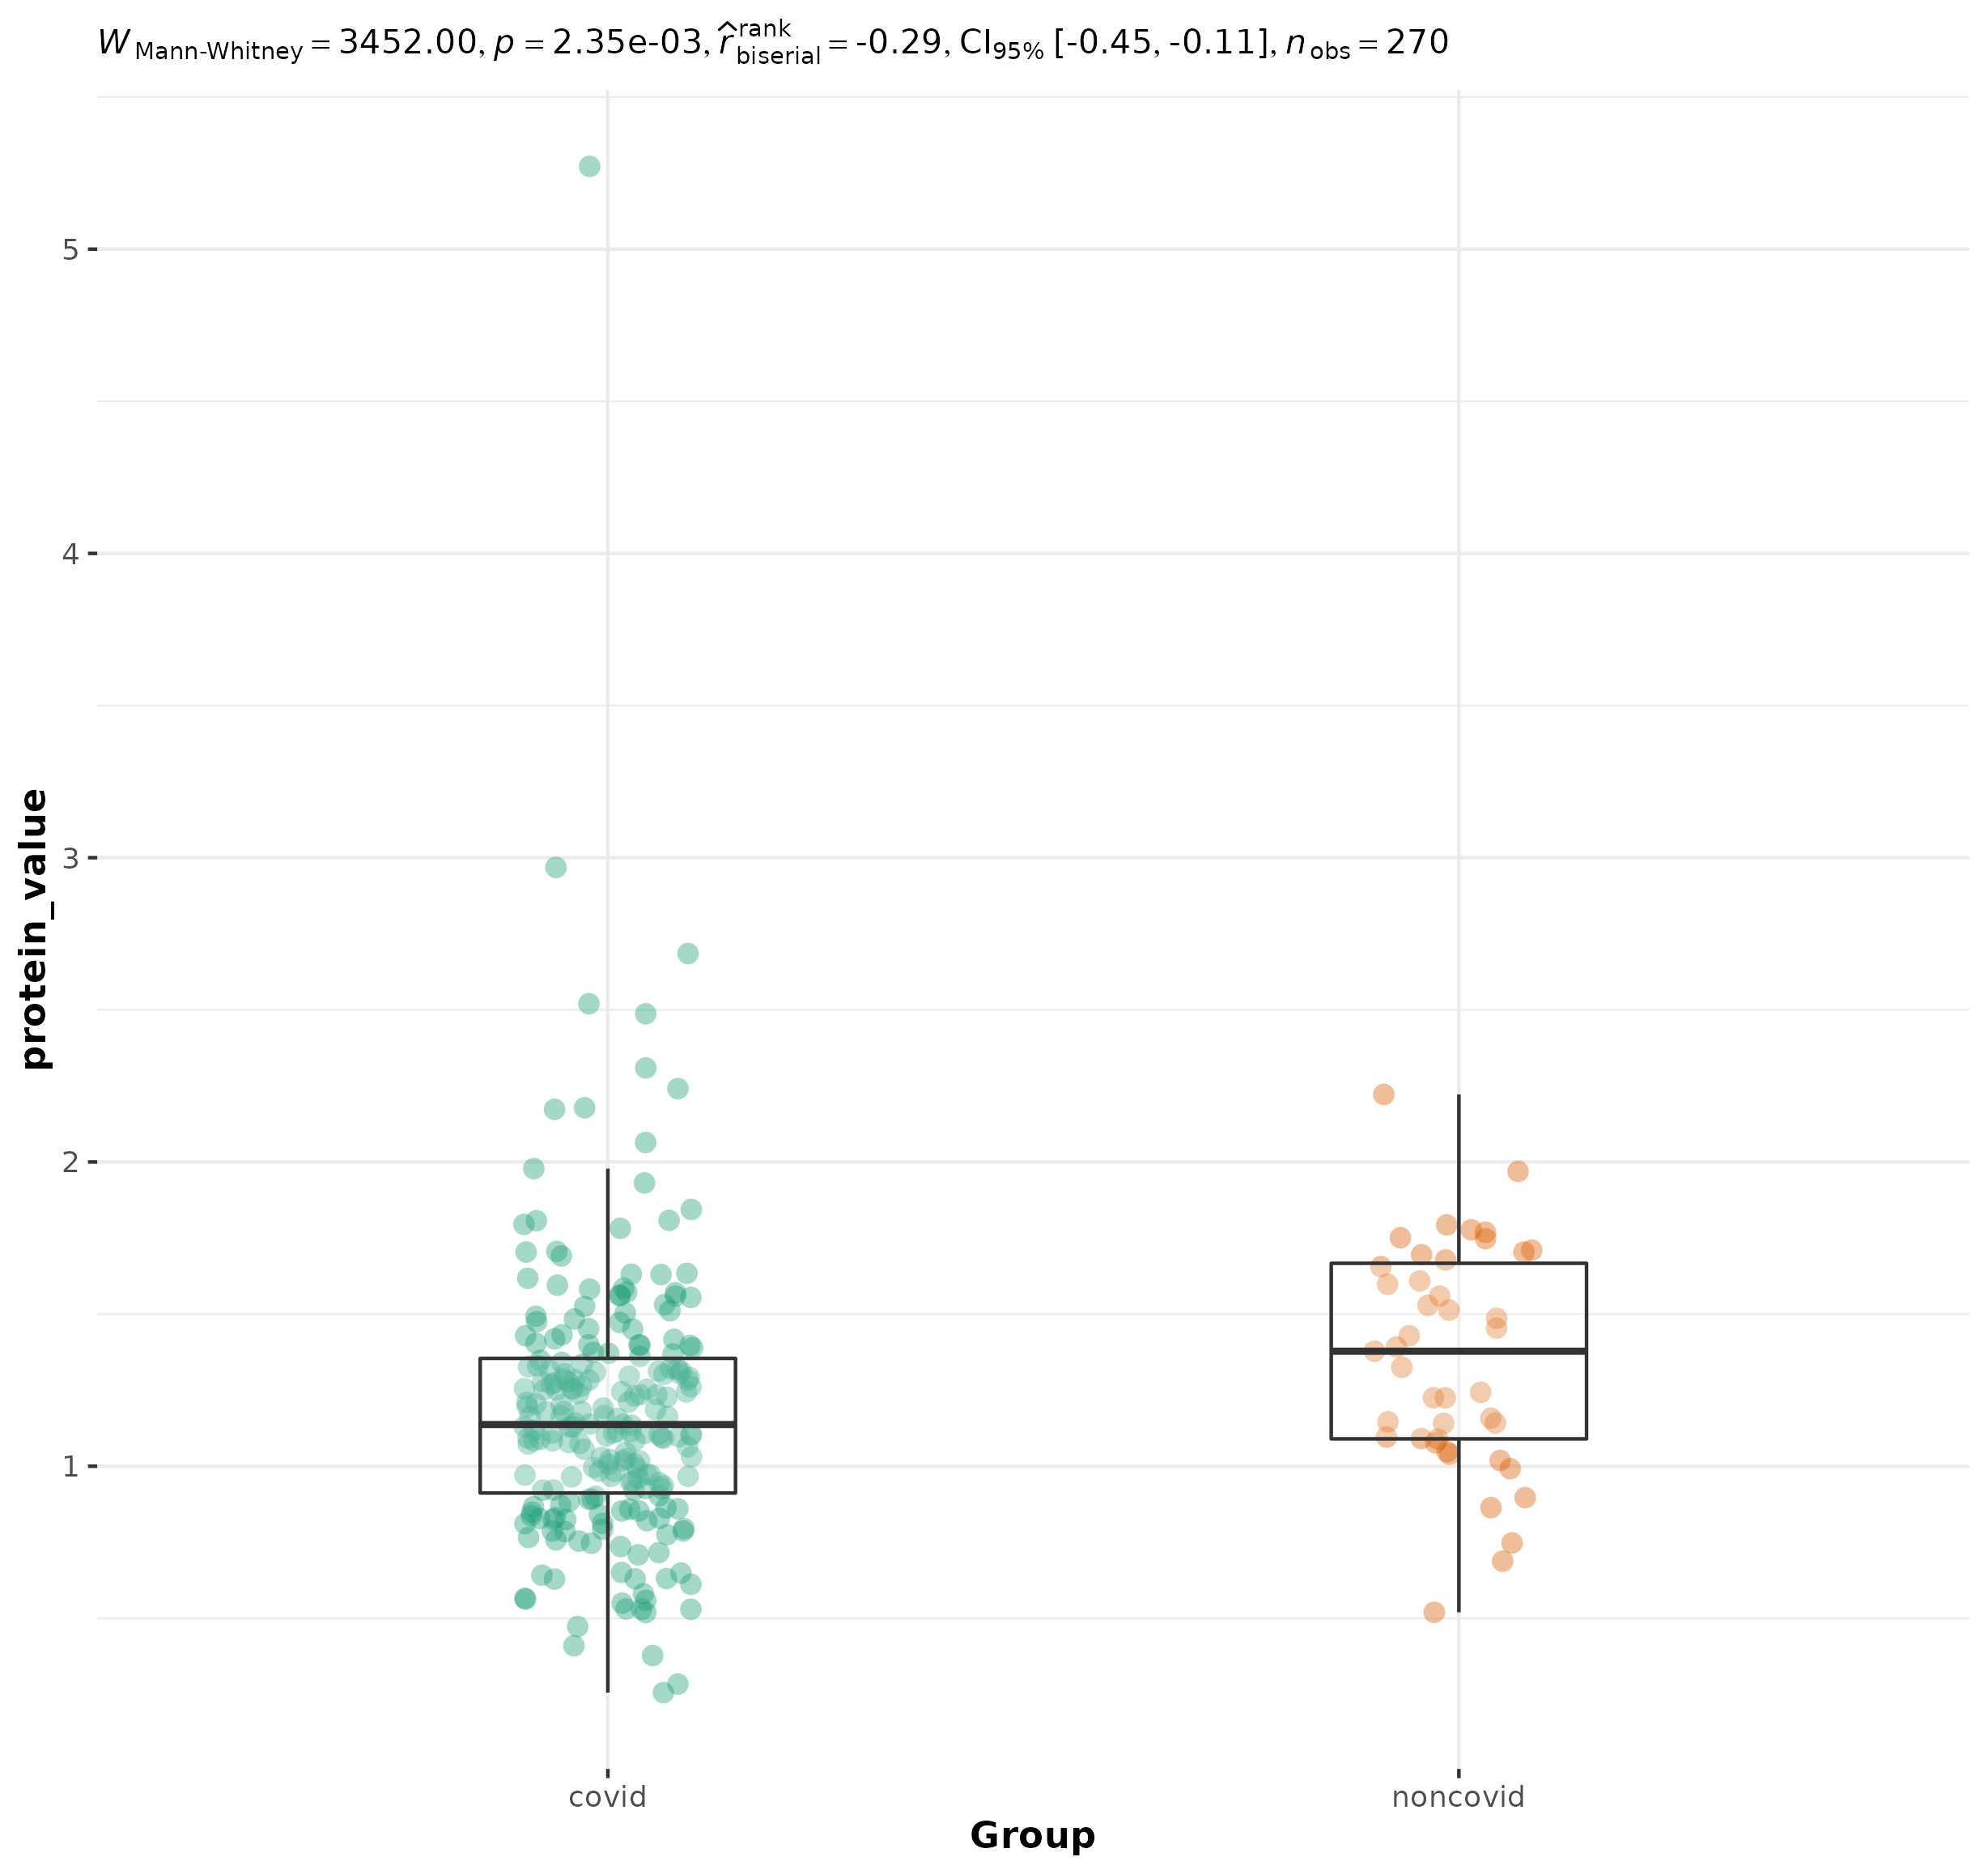 W Mann-Whitney = 3452.00, p = 2.35e-03, r̂ rank biserial = -0.29, CI95% [-0.45, -0.11], n obs = 270
5
4
3
2
1
protein_value
covid noncovid
Group